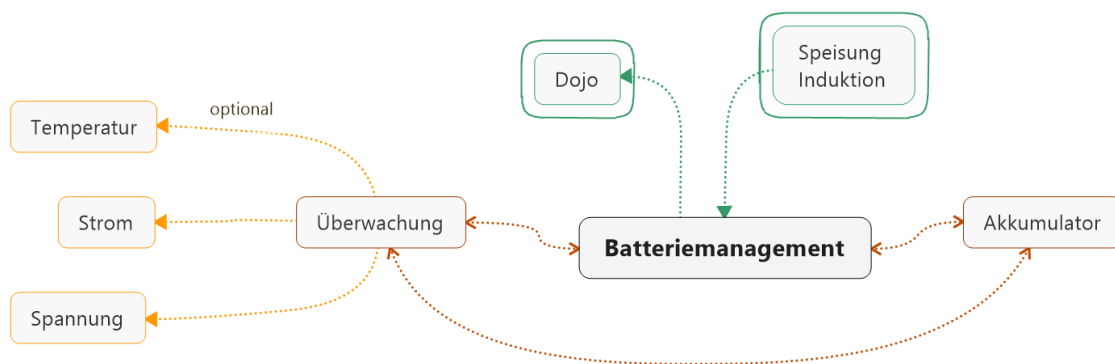 Speisung
Induktion
Dojo
optional
Temperatur
Strom
Überwachung
Akkumulator
Batteriemanagement
Spannung